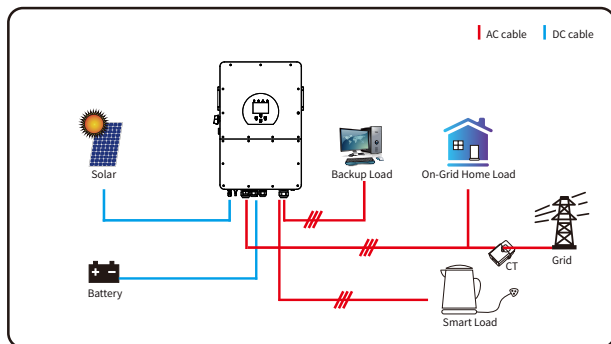 AC cable
DC cable
Solar
Backup Load
On-Grid Home Load
CT
Grid
Battery
Smart Load